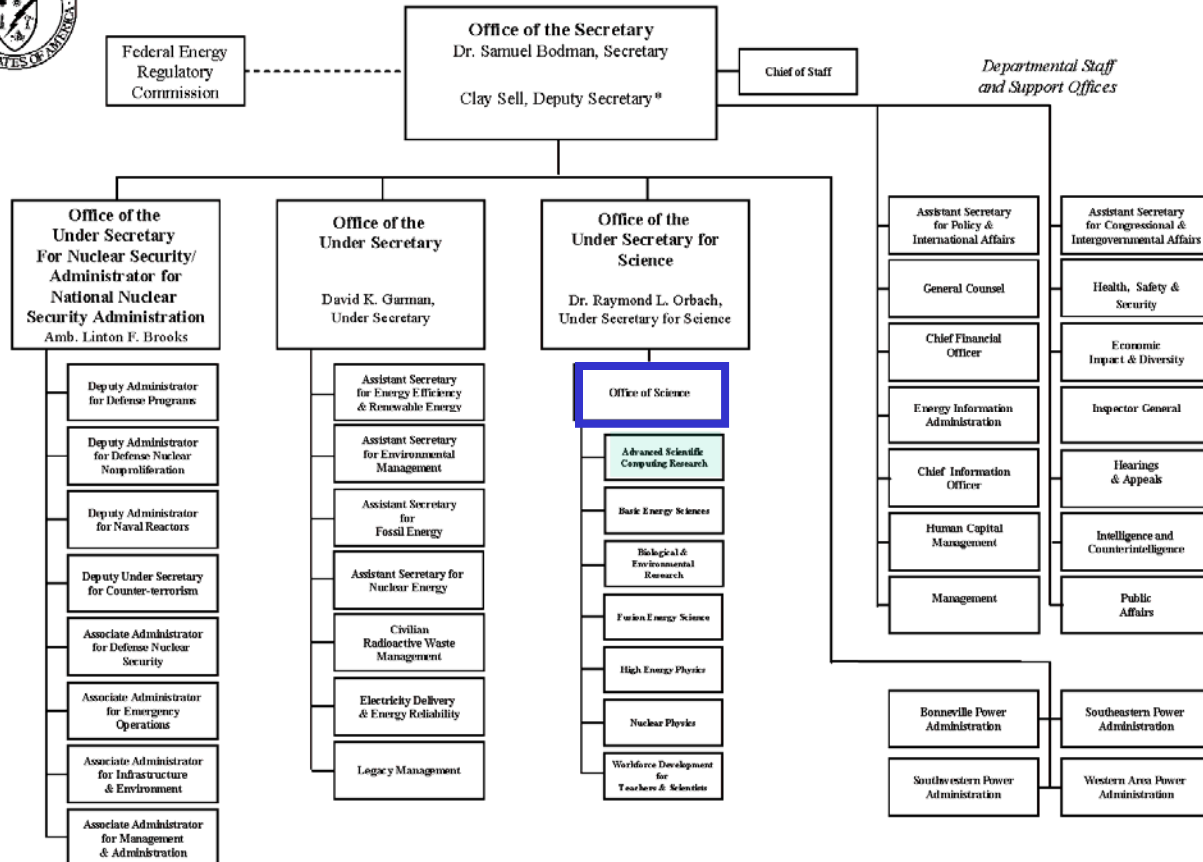 ATES OF AMERICA
Office of the Secretary
Dr. Samuel Bodman, Secretary
Clay Sell, Deputy Secretary*
Federal Energy
Regulatory
Commission
Chief of Staff
Departmental Staff
and Support Offices
Office of the
Under Secretary
For Nuclear Security/
Administrator for
National Nuclear
Security Administration
Amb. Linton F. Brooks
Deputy Administrator
for Defense Programs
Deputy Administrator
for Defense Nuclear
Nonproliferation
Deputy Administrator
for Naval Reactors
Deputy Under Secretary
for Counter-terrorism
Associate Administrator
for Defense Nuclear
Security
Associate Administrator
for Emergency
Operations
Associate Administrator
for Infrastructure
& Environment
Associate Administrator
for Management
& Administration
Office of the
Under Secretary
David K. Garman,
Under Secretary
Assistant Secretary
for Energy Efficiency
& Renewable Energy
Assistant Secretary
for Environmental
Management
Assistant Secretary
for
Fossil Energy
Assistant Secretary for
Nuclear Energy
Civilian
Radioactive Waste
Management
Electricity Delivery
& Energy Reliability
Legacy Management
Office of the
Under Secretary for
Science
Dr. Raymond L. Orbach,
Under Secretary for Science
Office of Science
Advanced Scientific
Computing Research
Basic Energy Sciences
Biological &
Environmental
Research
Fusion Energy Science
High Energy Physics
Nuclear Physics
Workforce Development
for
Teachers & Scientists
Assistant Secretary
for Policy &
International Affairs
General Counsel
Chief Financial
Officer
Energy Information
Administration
Chief Information
Officer
Human Capital
Management
Management
Assistant Secretary
for Congressional &
Intergovernmental Affairs
Health, Safety &
Security
Economic
Impact & Diversity
Inspector General
Hearings
& Appeals
Intelligence and
Counterintelligence
Public
Affairs
Bonneville Power
Administration
Southeastern Power
Administration
Southwestern Power
Administration
Western Area Power
Administration